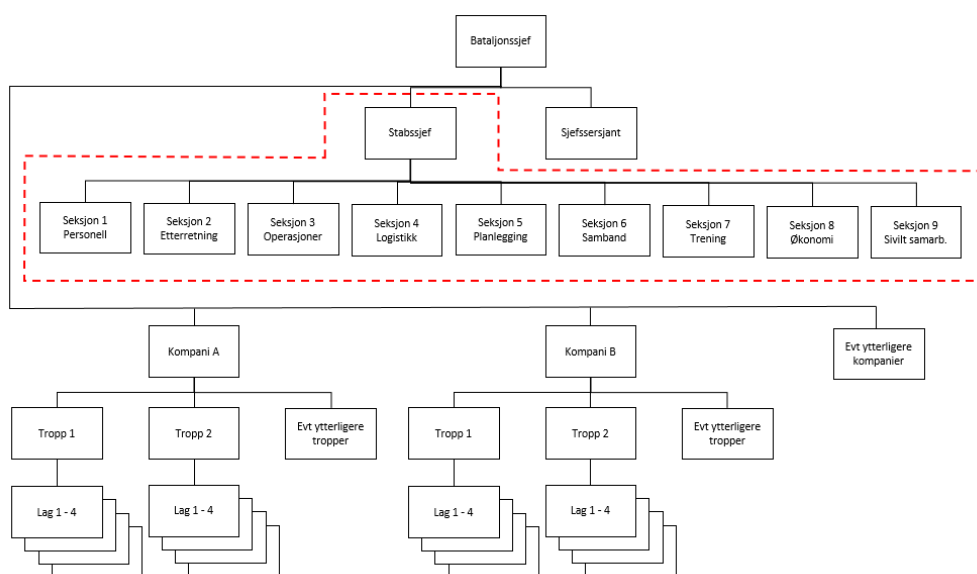 Bataljonssjef
Stabssjef
Sjefssersjant
Seksjon 1
Personell
Seksjon 2
Etterretning
Seksjon 3
Operasjoner
Seksjon 4
Logistikk
Seksjon 5
Planlegging
Seksjon 6
Samband
Seksjon 7
Trening
Seksjon 8
Økonomi
Seksjon 9
Sivilt samarb.
Kompani A
Kompani B
Evt ytterligere
kompanier
Tropp 1
Tropp 2
Evt ytterligere
tropper
Tropp 1
Tropp 2
Evt ytterligere
tropper
Lag 1 - 4
Lag 1 - 4
Lag 1 - 4
Lag 1 - 4